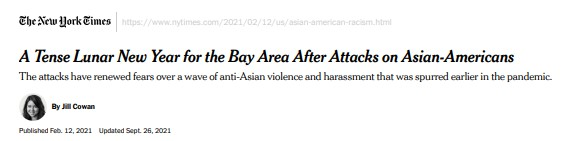 The New York Times https://www.nytimes.com/2021/02/12/us/asian-american-racism.html
A Tense Lunar New Year for the Bay Area After Attacks on Asian-Americans
The attacks have renewed fears over a wave of anti-Asian violence and harassment that was spurred earlier in the pandemic.
By Jill Cowan
Published Feb. 12, 2021 Updated Sept. 26, 2021